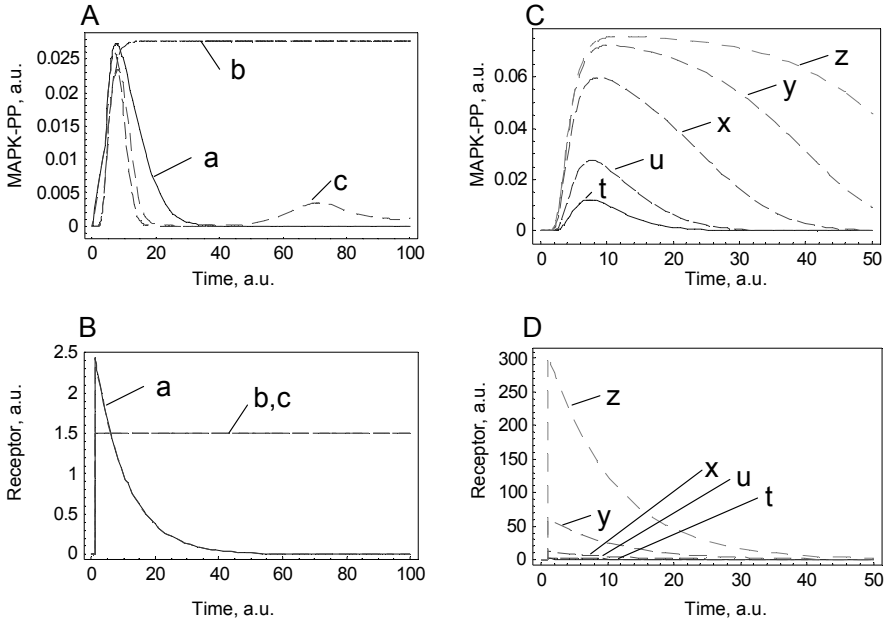 A
MAPK-PP, a.u.
0.025
0.02
0.015
0.01
0.005
0
b
a
c
0 20 40 60 80 100
Time, a.u.
C
MAPK-PP, a.u.
0.06
0.04
0.02
0
z
y
x
u
t
0 10 20 30 40 50
Time, a.u.
B
Receptor, a.u.
2.5
2
1.5
1
0.5
0
a
b,c
0 20 40 60 80 100
Time, a.u.
D
Receptor, a.u.
300
250
200
150
100
50
0
z
x
u
t
y
0 10 20 30 40 50
Time, a.u.